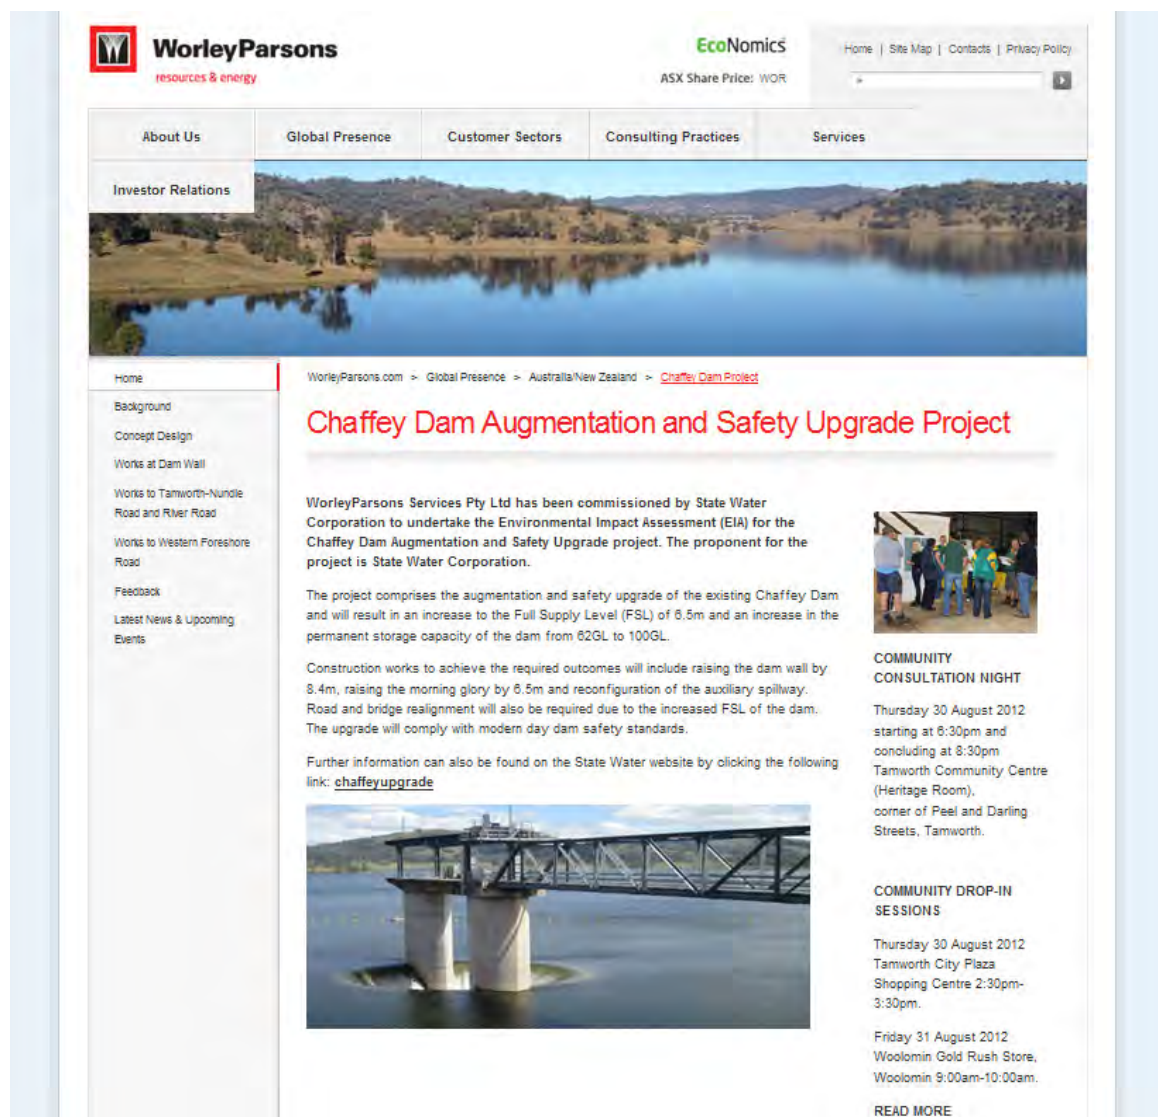 WorleyParsons
resources & energy
EcoNomics
ASX Share Price: WOR
Home | Site Map | Contacts | Privacy Policy
About Us
Global Presence
Customer Sectors
Consulting Practices
Services
Investor Relations
Home
Background
Concept Design
Works at Dam Wall
Works to Tamworth-Nundle
Road and River Road
Works to Western Foreshore
Road
Feedback
Latest News & Upcoming
Events
WorleyParsons.com > Global Presence > Australia/New Zealand > Chaffey Dam Project
Chaffey Dam Augmentation and Safety Upgrade Project
WorleyParsons Services Pty Ltd has been commissioned by State Water
Corporation to undertake the Environmental Impact Assessment (EIA) for the
Chaffey Dam Augmentation and Safety Upgrade project. The proponent for the
project is State Water Corporation.
The project comprises the augmentation and safety upgrade of the existing Chaffey Dam
and will result in an increase to the Full Supply Level (FSL) of 6.5m and an increase in the
permanent storage capacity of the dam from 62GL to 100GL.
Construction works to achieve the required outcomes will include raising the dam wall by
8.4m, raising the morning glory by 6.5m and reconfiguration of the auxiliary spillway.
Road and bridge realignment will also be required due to the increased FSL of the dam.
The upgrade will comply with modern day dam safety standards.
Further information can also be found on the State Water website by clicking the following
link: chaffeyupgrade
COMMUNITY
CONSULTATION NIGHT
Thursday 30 August 2012
starting at 6:30pm and
concluding at 8:30pm
Tamworth Community Centre
(Heritage Room),
corner of Peel and Darling
Streets, Tamworth.
COMMUNITY DROP-IN
SESSIONS
Thursday 30 August 2012
Tamworth City Plaza
Shopping Centre 2:30pm-
3:30pm.
Friday 31 August 2012
Woolomin Gold Rush Store,
Woolomin 9:00am-10:00am.
READ MORE